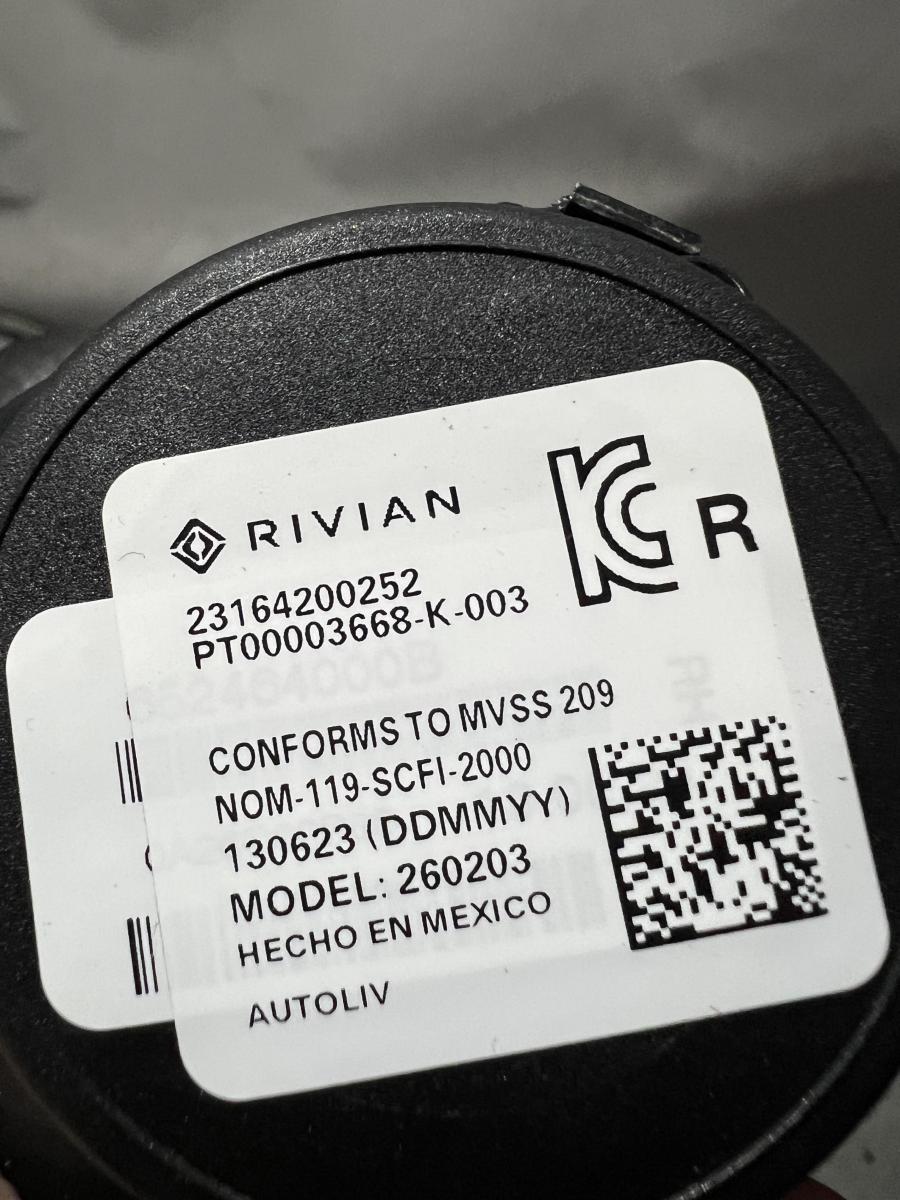 RIVIAN
KC R
23164200252
PT00003668-K-003
CONFORMS TO MVSS 209
NOM-119-SCFI-2000
130623 (DDMMYY)
MODEL: 260203
HECHO EN MEXICO
AUTOLIV